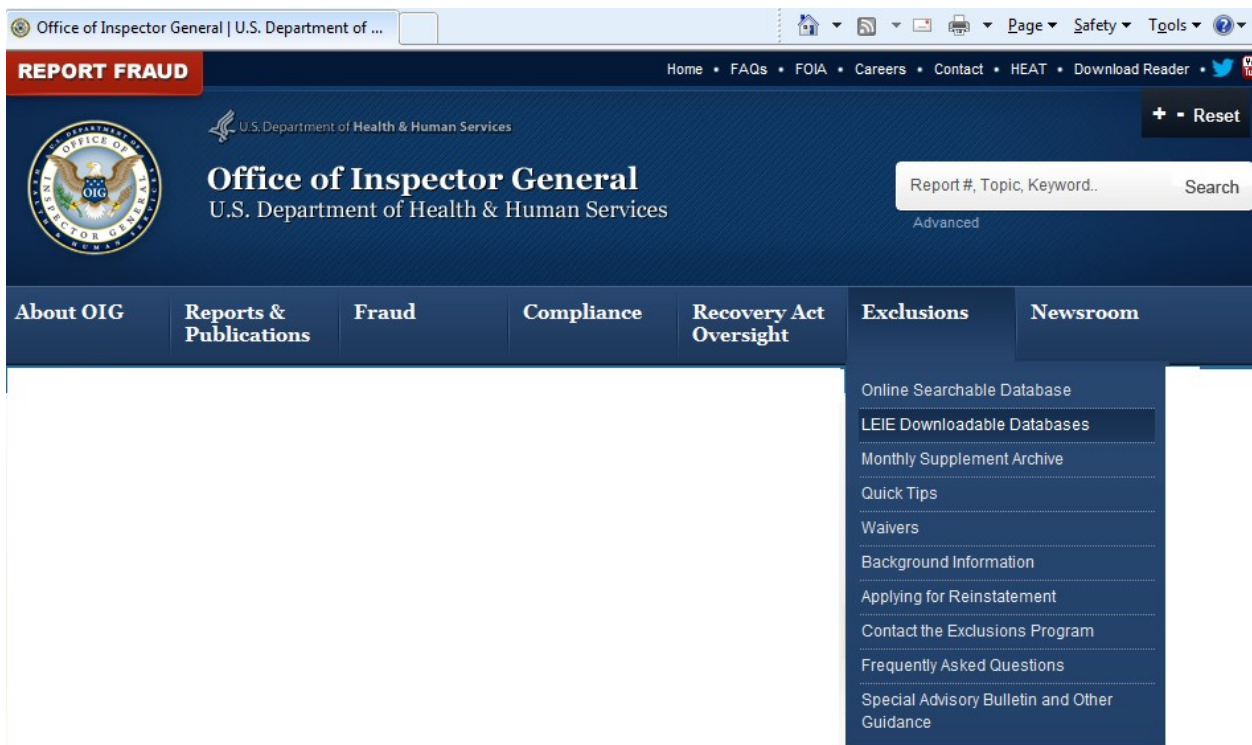 Office of Inspector General | U.S. Departme nt of ...
Page Safety Tools
REPORT FRAUD
Home • FAQs • FOIA • Careers • Contact • HEAT • Download Reader •
+ - Reset
U.S. Department of Health & Human Services
Office of Inspector General
U.S. Department of Health & Human Services
OIG
Report #, Topic, Keyword.. Search
Advanced
About OIG
Reports &
Publications
Fraud
Compliance
Recovery Act
Oversight
Exclusions
Newsroom
Online Searchable Database
LEIE Downloadable Databases
Monthly Supplement Archive
Quick Tips
Waivers
Background Information
Applying for Reinstatement
Contact the Exclusions Program
Frequently Asked Questions
Special Advisory Bulletin and Other
Guidance